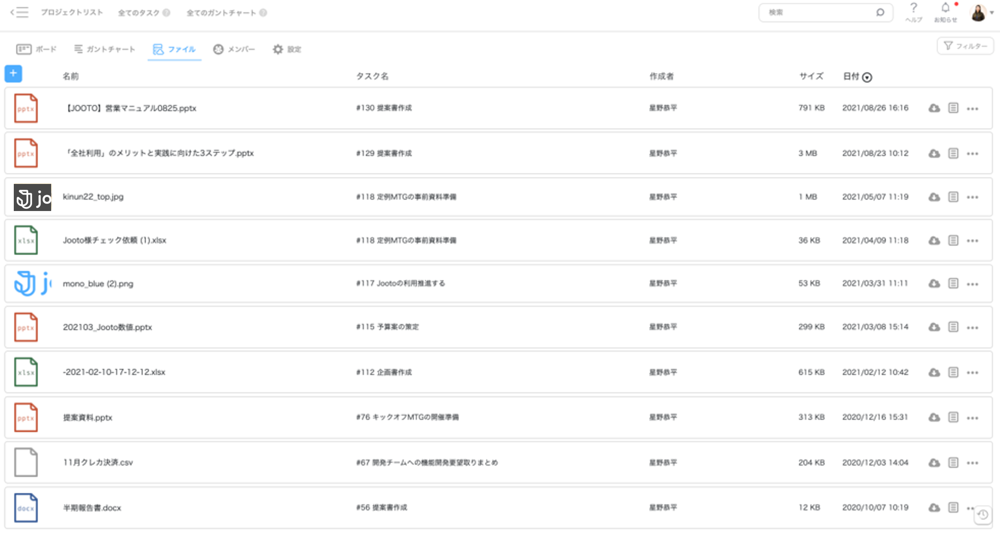 プロジェクトリスト 全てのタスク ? 全てのガントチャート ? 検索 ? ヘルプ お知らせ
ボード ガントチャート ファイル メンバー 設定 フィルター
+ 名前 タスク名 作成者 サイズ 日付
pptx 【JOOTO】営業マニュアル0825.pptx #130 提案書作成 星野恭平 791 KB 2021/08/26 16:16
pptx 「全社利用」のメリットと実践に向けた3ステップ.pptx #129 提案書作成 星野恭平 3 MB 2021/08/23 10:12
jo kinun22_top.jpg #118 定例MTGの事前資料準備 星野恭平 1 MB 2021/05/07 11:19
xlsx Jooto様チェック依頼 (1).xlsx #118 定例MTGの事前資料準備 星野恭平 36 KB 2021/04/09 11:18
j mono_blue (2).png #117 Jootoの利用推進する 星野恭平 53 KB 2021/03/31 11:11
pptx 202103_Jooto数値.pptx #115 予算案の策定 星野恭平 299 KB 2021/03/08 15:14
xlsx -2021-02-10-17-12-12.xlsx #112 企画書作成 星野恭平 615 KB 2021/02/12 10:42
pptx 提案資料.pptx #76 キックオフMTGの開催準備 星野恭平 313 KB 2020/12/16 15:31
11月クレカ決済.csv #67 開発チームへの機能開発要望取りまとめ 星野恭平 204 KB 2020/12/03 14:04
docx 半期報告書.docx #56 提案書作成 星野恭平 12 KB 2020/10/07 10:19